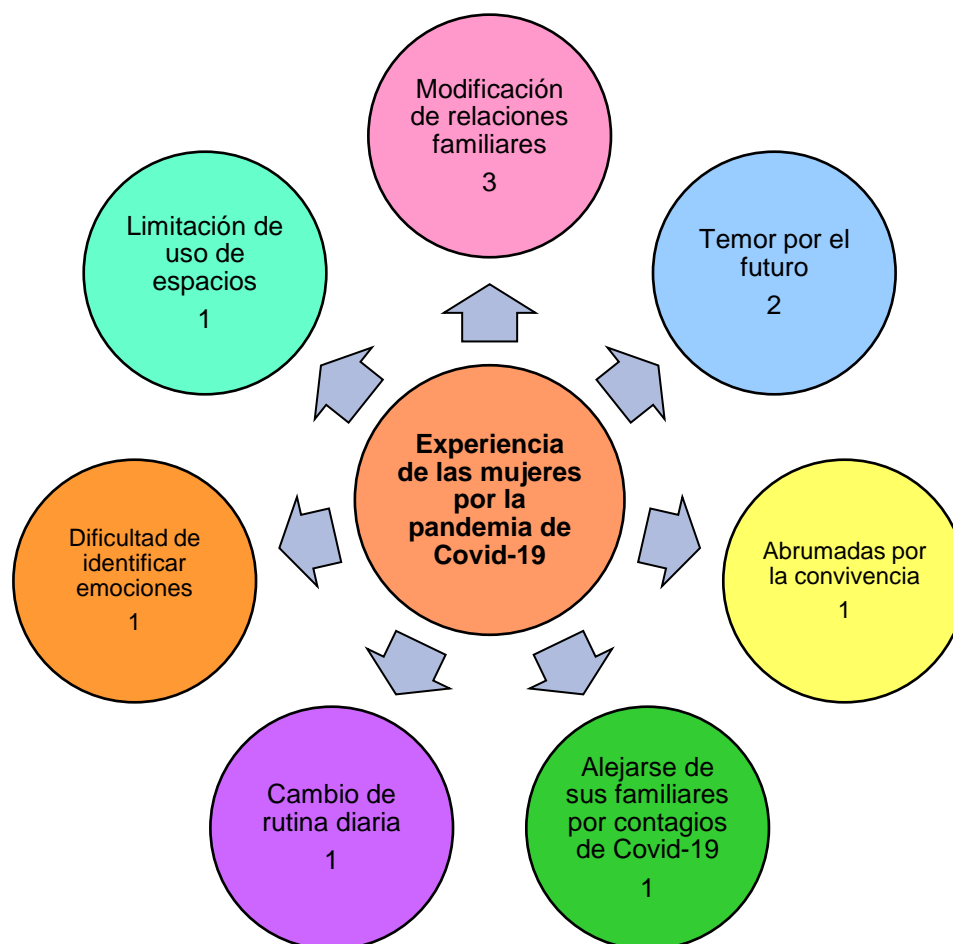 Modificación
de relaciones
familiares
3
Limitación de
uso de
espacios
1
Temor por el
futuro
2
Experiencia
de las mujeres
por la
pandemia de
Covid-19
Dificultad de
identificar
emociones
1
Abrumadas por
la convivencia
1
Cambio de
rutina diaria
1
Alejarse de
sus familiares
por contagios
de Covid-19
1